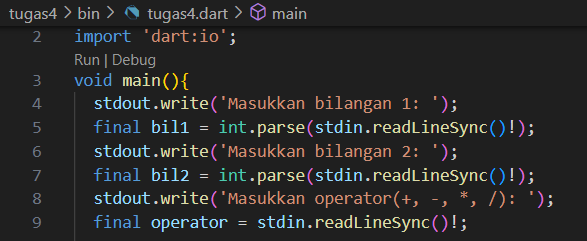 tugas4 > bin > tugas4.dart > main
2 import 'dart:io';
Run | Debug
3 void main(){
4 stdout.write('Masukkan bilangan 1: ');
5 final bil1 = int.parse(stdin.readLineSync()!);
6 stdout.write('Masukkan bilangan 2: ');
7 final bil2 = int.parse(stdin.readLineSync()!);
8 stdout.write('Masukkan operator(+, -, *, /): ');
9 final operator = stdin.readLineSync()!;